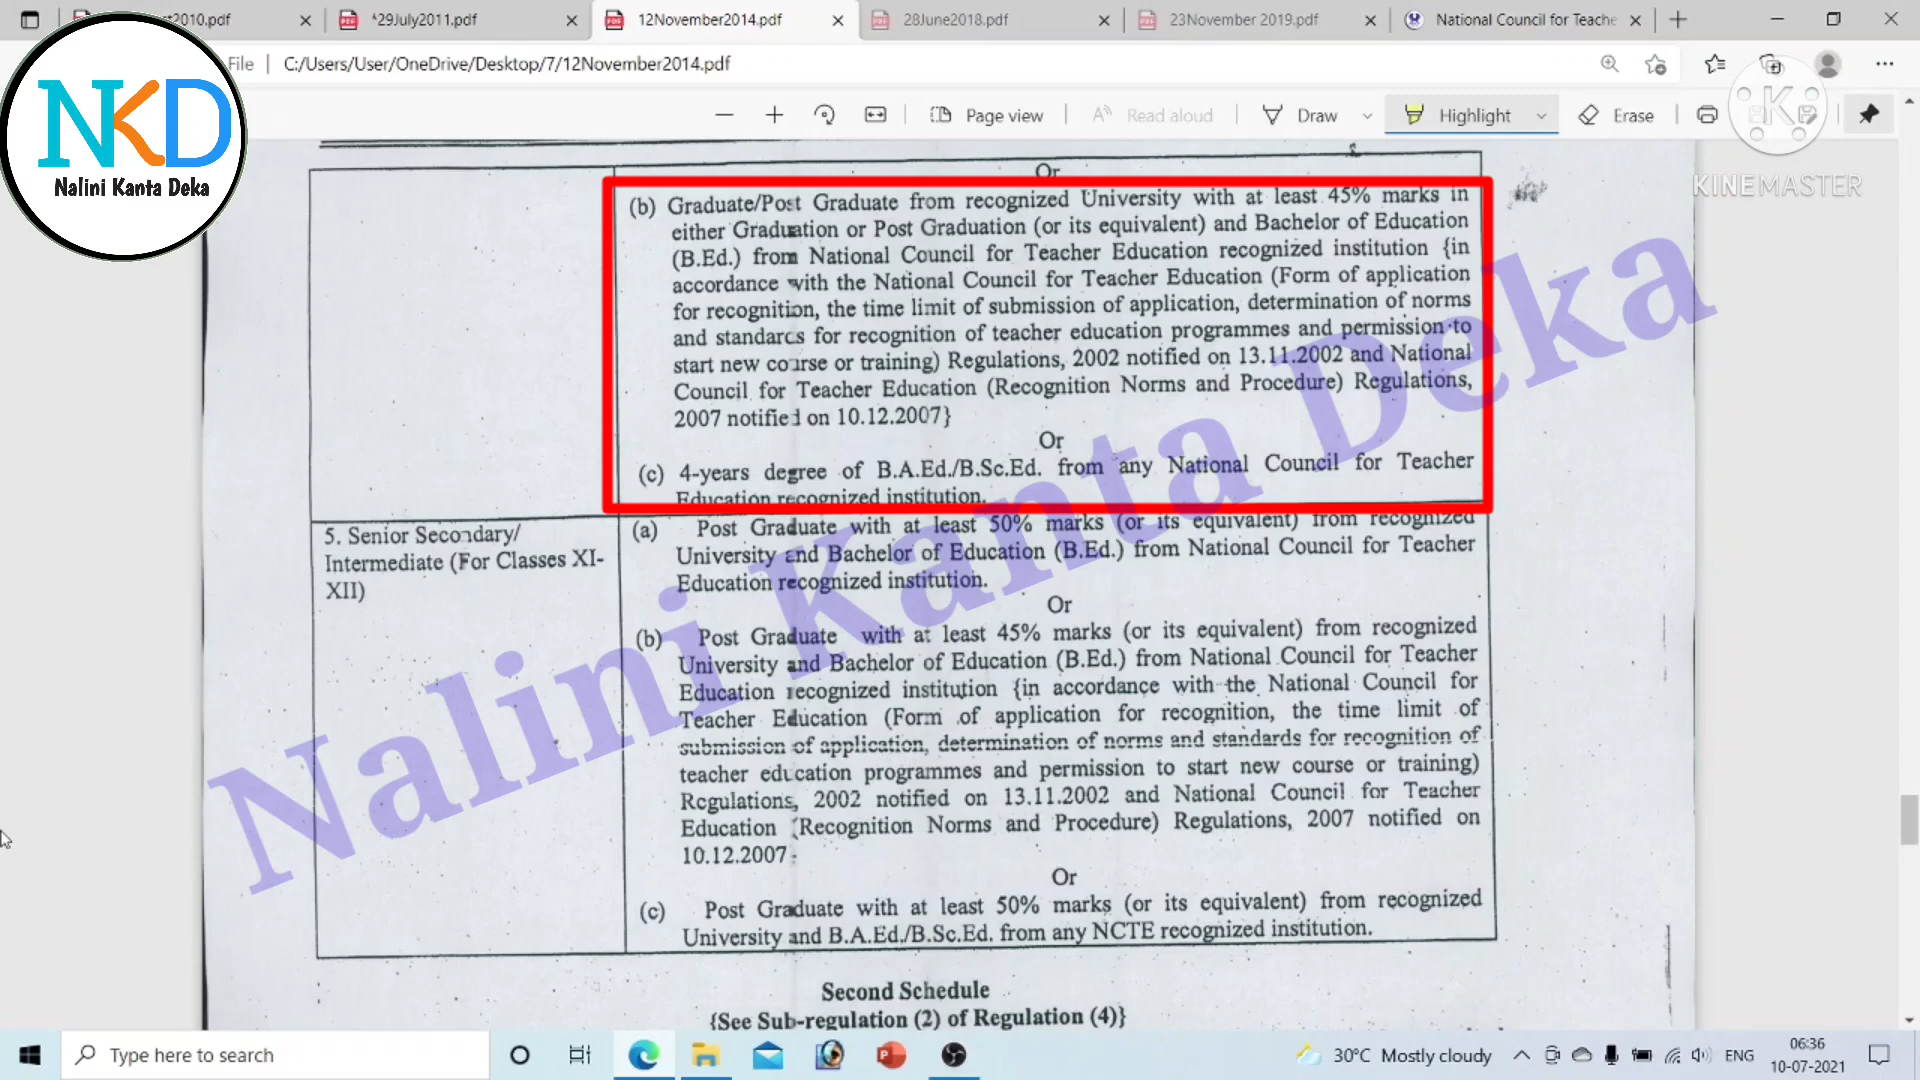 t2010.pdf
*29July2011.pdf
12November2014.pdf
28June2018.pdf
23November 2019.pdf
National Council for Teache
File
C:/Users/User/OneDrive/Desktop/7/12November2014.pdf
Page view
Read aloud
Draw
Highlight
Erase
NKD
Nalini Kanta Deka
K
KINEMASTER
Or
(b) Graduate/Post Graduate from recognized University with at least 45% marks in
either Graduation or Post Graduation (or its equivalent) and Bachelor of Education
(B.Ed.) from National Council for Teacher Education recognized institution {in
accordance with the National Council for Teacher Education (Form of application
for recognition, the time limit of submission of application, determination of norms
and standards for recognition of teacher education programmes and permission to
start new course or training) Regulations, 2002 notified on 13.11.2002 and National
Council for Teacher Education (Recognition Norms and Procedure) Regulations,
2007 notified on 10.12.2007}
Or
(c) 4-years degree of B.A.Ed./B.Sc.Ed. from any National Council for Teacher
Education recognized institution.
5. Senior Secondary/
Intermediate (For Classes XI-
XII)
(a) Post Graduate with at least 50% marks (or its equivalent) from recognized
University and Bachelor of Education (B.Ed.) from National Council for Teacher
Education recognized institution.
Or
(b) Post Graduate with at least 45% marks (or its equivalent) from recognized
University and Bachelor of Education (B.Ed.) from National Council for Teacher
Education recognized institution {in accordance with the National Council for
Teacher Education (Form of application for recognition, the time limit of
submission of application, determination of norms and standards for recognition of
teacher education programmes and permission to start new course or training)
Regulations, 2002 notified on 13.11.2002 and National Council for Teacher
Education (Recognition Norms and Procedure) Regulations, 2007 notified on
10.12.2007
Or
(c) Post Graduate with at least 50% marks (or its equivalent) from recognized
University and B.A.Ed./B.Sc.Ed. from any NCTE recognized institution.
Nalini Kanta Deka
Second Schedule
{See Sub-regulation (2) of Regulation (4)}
Type here to search
30°C Mostly cloudy
ENG
06:36
10-07-2021